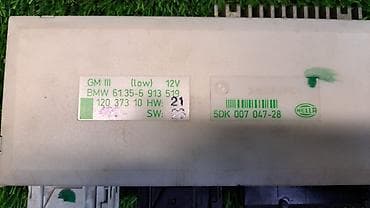 GM III (low) 12V
BMW 61.35-6 913 519
120 373 10 HW: 21
SW:
5DK 007 047-28
HELLA